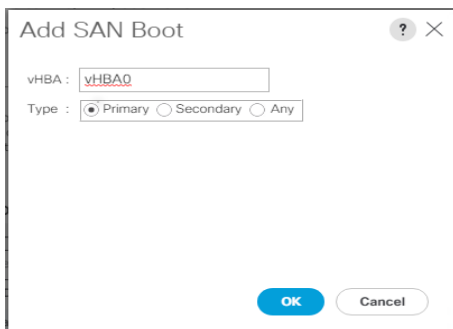 Add SAN Boot ?
vHBA : vHBA0
Type : Primary Secondary Any
OK Cancel